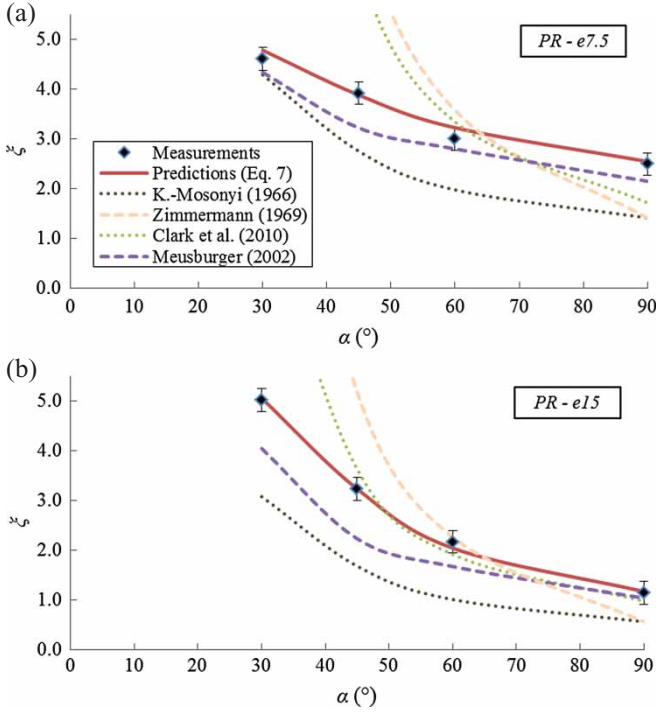 (a)
PR - e7.5
5.0
4.0
3.0
2.0
1.0
0.0
ξ
Measurements
Predictions (Eq. 7)
K.-Mosonyi (1966)
Zimmermann (1969)
Clark et al. (2010)
Meusburger (2002)
0 10 20 30 40 50 60 70 80 90
α (°)
(b)
PR - e15
5.0
4.0
3.0
2.0
1.0
0.0
ξ
0 10 20 30 40 50 60 70 80 90
α (°)